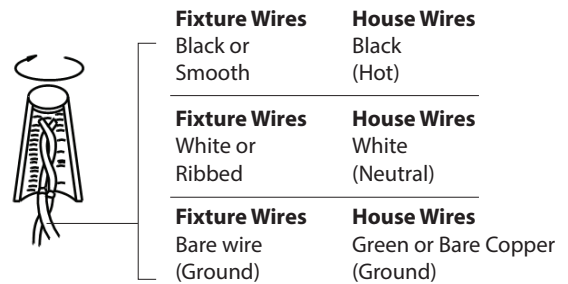 Fixture Wires House Wires
Black or Black
Smooth (Hot)
Fixture Wires House Wires
White or White
Ribbed (Neutral)
Fixture Wires House Wires
Bare wire Green or Bare Copper
(Ground) (Ground)